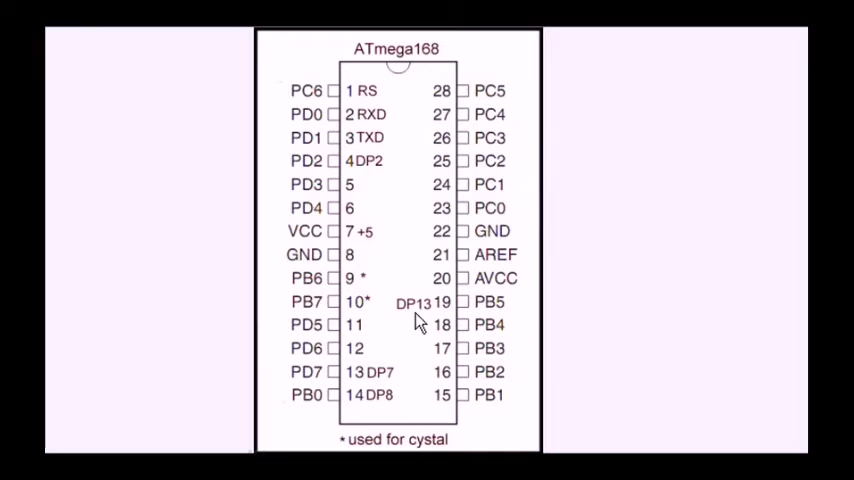 ATmega168
PC6 1 RS 28 PC5
PD0 2 RXD 27 PC4
PD1 3 TXD 26 PC3
PD2 4 DP2 25 PC2
PD3 5 24 PC1
PD4 6 23 PC0
VCC 7 +5 22 GND
GND 8 21 AREF
PB6 9 * 20 AVCC
PB7 10* DP13 19 PB5
PD5 11 18 PB4
PD6 12 17 PB3
PD7 13 DP7 16 PB2
PB0 14 DP8 15 PB1
* used for cystal